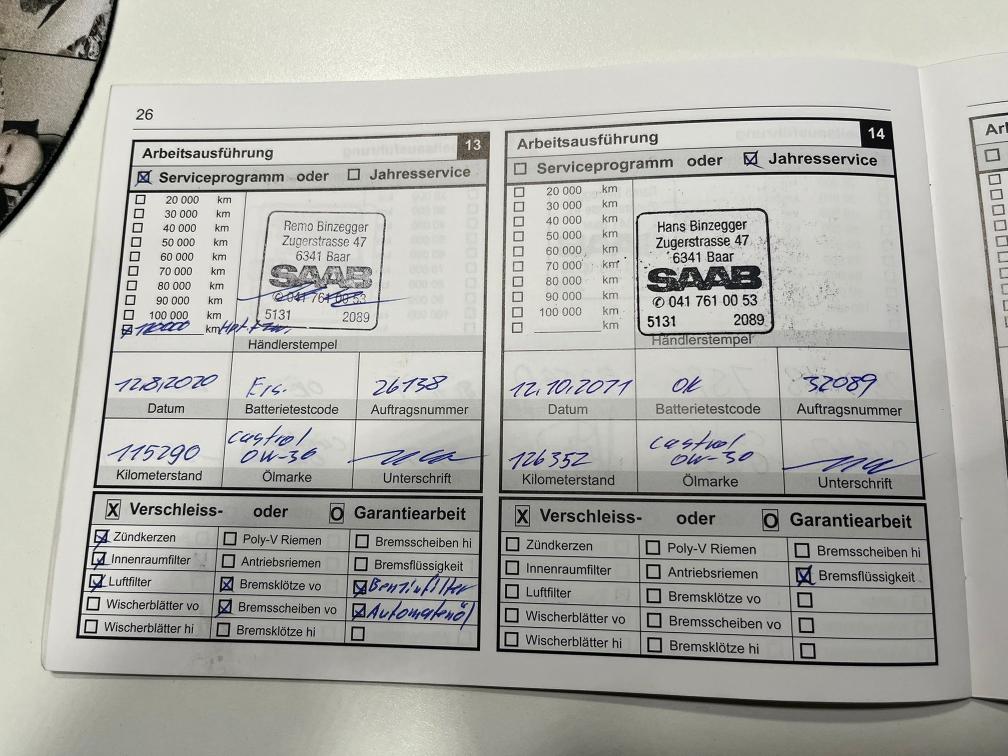 26
Arbeitsausführung 13
Serviceprogramm oder Jahresservice
20 000 km
30 000 km
40 000 km
50 000 km
60 000 km
70 000 km
80 000 km
90 000 km
100 000 km
km
Remo Binzegger
Zugerstrasse 47
6341 Baar
SAAB
✆ 041 761 00 53
5131 2089
Händlerstempel
12.8.2020 Ers. 26138
Datum Batterietestcode Auftragsnummer
115290 Castrol 0W-30
Kilometerstand Ölmarke Unterschrift
X Verschleiss- oder O Garantiearbeit
Zündkerzen Poly-V Riemen Bremsscheiben hi
Innenraumfilter Antriebsriemen Bremsflüssigkeit
Luftfilter Bremsklötze vo Benzinfilter
Wischerblätter vo Bremsscheiben vo Automatenöl
Wischerblätter hi Bremsklötze hi
Arbeitsausführung 14
Serviceprogramm oder Jahresservice
20 000 km
30 000 km
40 000 km
50 000 km
60 000 km
70 000 km
80 000 km
90 000 km
100 000 km
km
Hans Binzegger
Zugerstrasse 47
6341 Baar
SAAB
✆ 041 761 00 53
5131 2089
Händlerstempel
12.10.2021 OK 32089
Datum Batterietestcode Auftragsnummer
126352 Castrol 0W-30
Kilometerstand Ölmarke Unterschrift
X Verschleiss- oder O Garantiearbeit
Zündkerzen Poly-V Riemen Bremsscheiben hi
Innenraumfilter Antriebsriemen Bremsflüssigkeit
Luftfilter Bremsklötze vo
Wischerblätter vo Bremsscheiben vo
Wischerblätter hi Bremsklötze hi